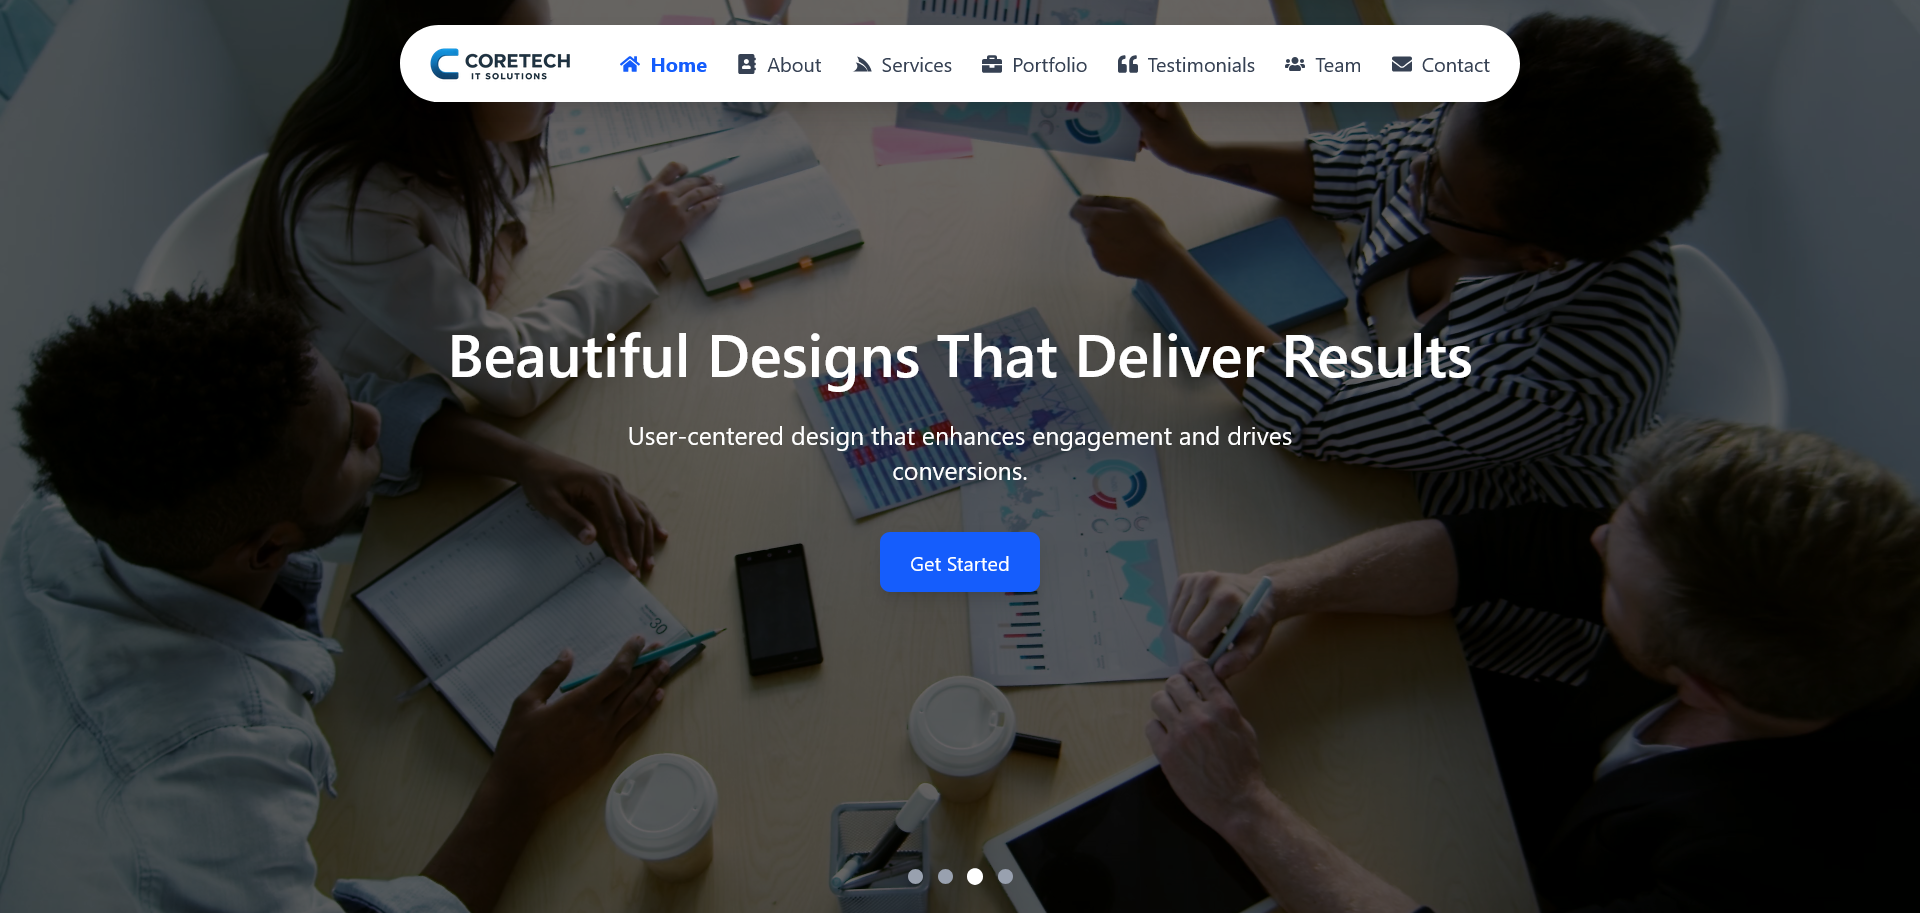 CORETECH
IT SOLUTIONS
Home
About
Services
Portfolio
Testimonials
Team
Contact
Beautiful Designs That Deliver Results
User-centered design that enhances engagement and drives
conversions.
Get Started
30